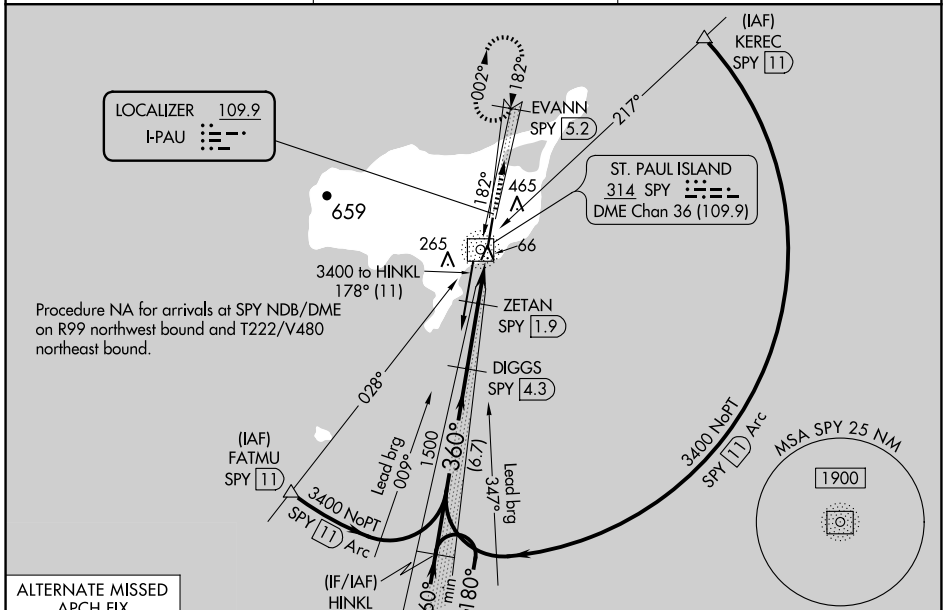 (IAF)
KEREC
SPY 11
002°
182°
LOCALIZER 109.9
I-PAU
EVANN
SPY 5.2
217°
182°
465
ST. PAUL ISLAND
314 SPY
DME Chan 36 (109.9)
659
265
66
3400 to HINKL
178° (11)
Procedure NA for arrivals at SPY NDB/DME
on R99 northwest bound and T222/V480
northeast bound.
ZETAN
SPY 1.9
DIGGS
SPY 4.3
028°
(IAF)
FATMU
SPY 11
Lead brg
009°
1500
360°
(6.7)
Lead brg
347°
3400 NoPT
SPY 11 Arc
3400 NoPT
SPY 11 Arc
MSA SPY 25 NM
1900
ALTERNATE MISSED
APCH FIX
(IF/IAF)
HINKL
60°
min
180°